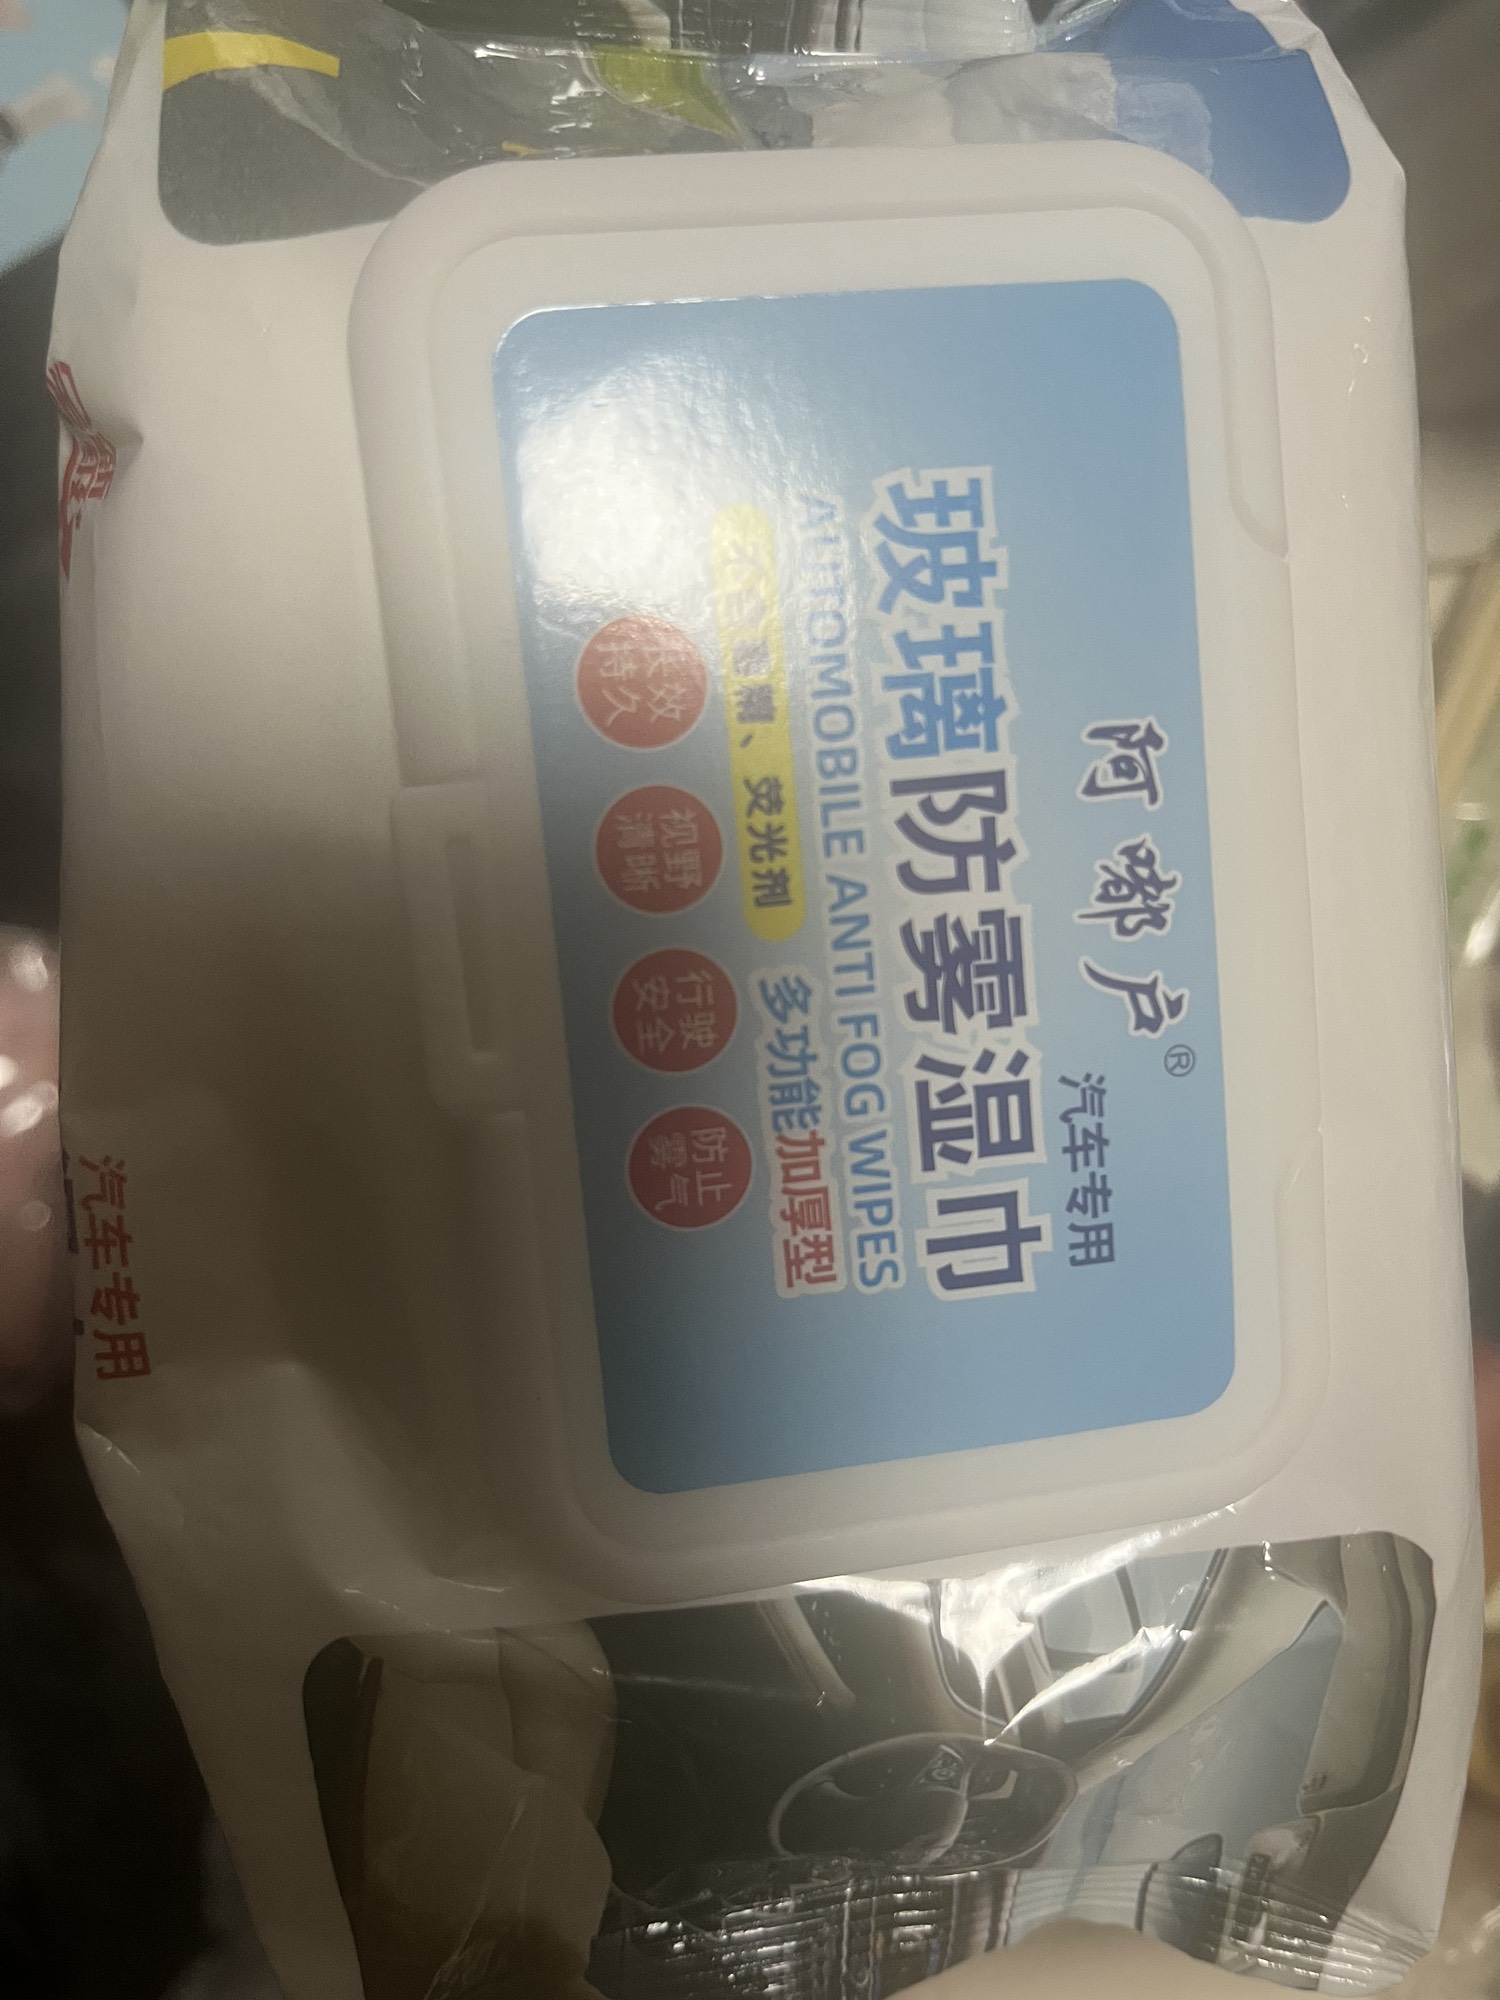 阿嘟户®
汽车专用
玻璃防雾湿巾
AUTOMOBILE ANTI FOG WIPES
荧光剂 多功能加厚型
长效持久
视野清晰
行驶安全
防止雾气
汽车专用